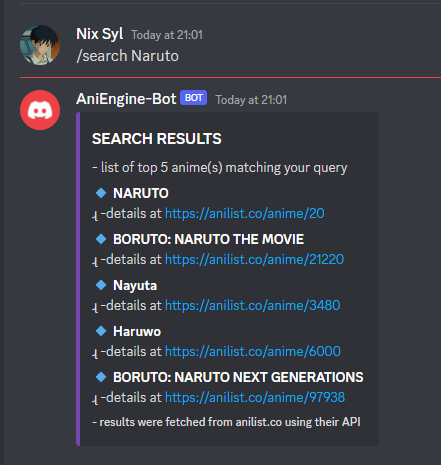 Nix Syl Today at 21:01
/search Naruto
AniEngine-Bot BOT Today at 21:01
SEARCH RESULTS
- list of top 5 anime(s) matching your query
🔹 NARUTO
-details at https://anilist.co/anime/20
🔹 BORUTO: NARUTO THE MOVIE
-details at https://anilist.co/anime/21220
🔹 Nayuta
-details at https://anilist.co/anime/3480
🔹 Haruwo
-details at https://anilist.co/anime/6000
🔹 BORUTO: NARUTO NEXT GENERATIONS
-details at https://anilist.co/anime/97938
- results were fetched from anilist.co using their API